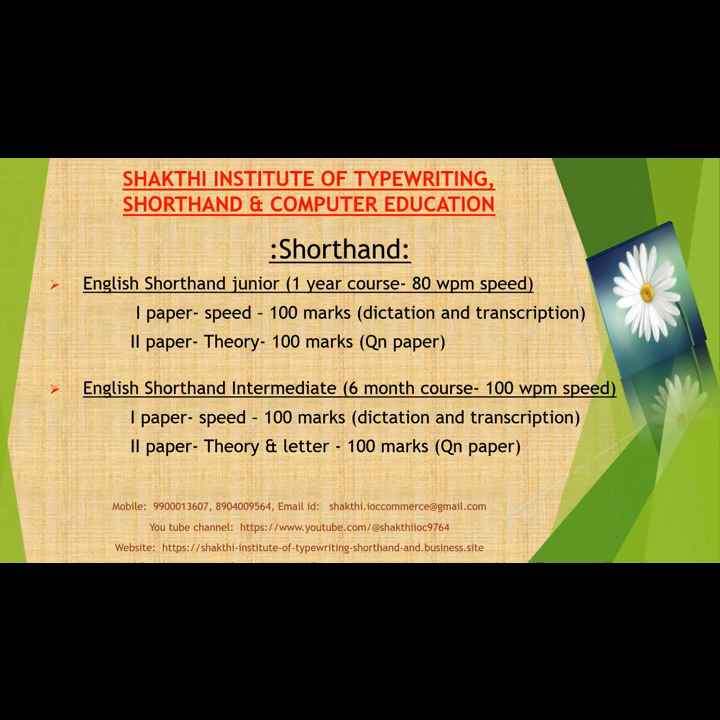 SHAKTHI INSTITUTE OF TYPEWRITING,
SHORTHAND & COMPUTER EDUCATION
:Shorthand:
English Shorthand junior (1 year course- 80 wpm speed)
I paper- speed – 100 marks (dictation and transcription)
II paper- Theory- 100 marks (Qn paper)
English Shorthand Intermediate (6 month course- 100 wpm speed)
I paper- speed – 100 marks (dictation and transcription)
II paper- Theory & letter - 100 marks (Qn paper)
Mobile: 9900013607, 8904009564, Email id: shakthi.ioccommerce@gmail.com
You tube channel: https://www.youtube.com/@shakthiioc9764
Website: https://shakthi-institute-of-typewriting-shorthand-and.business.site